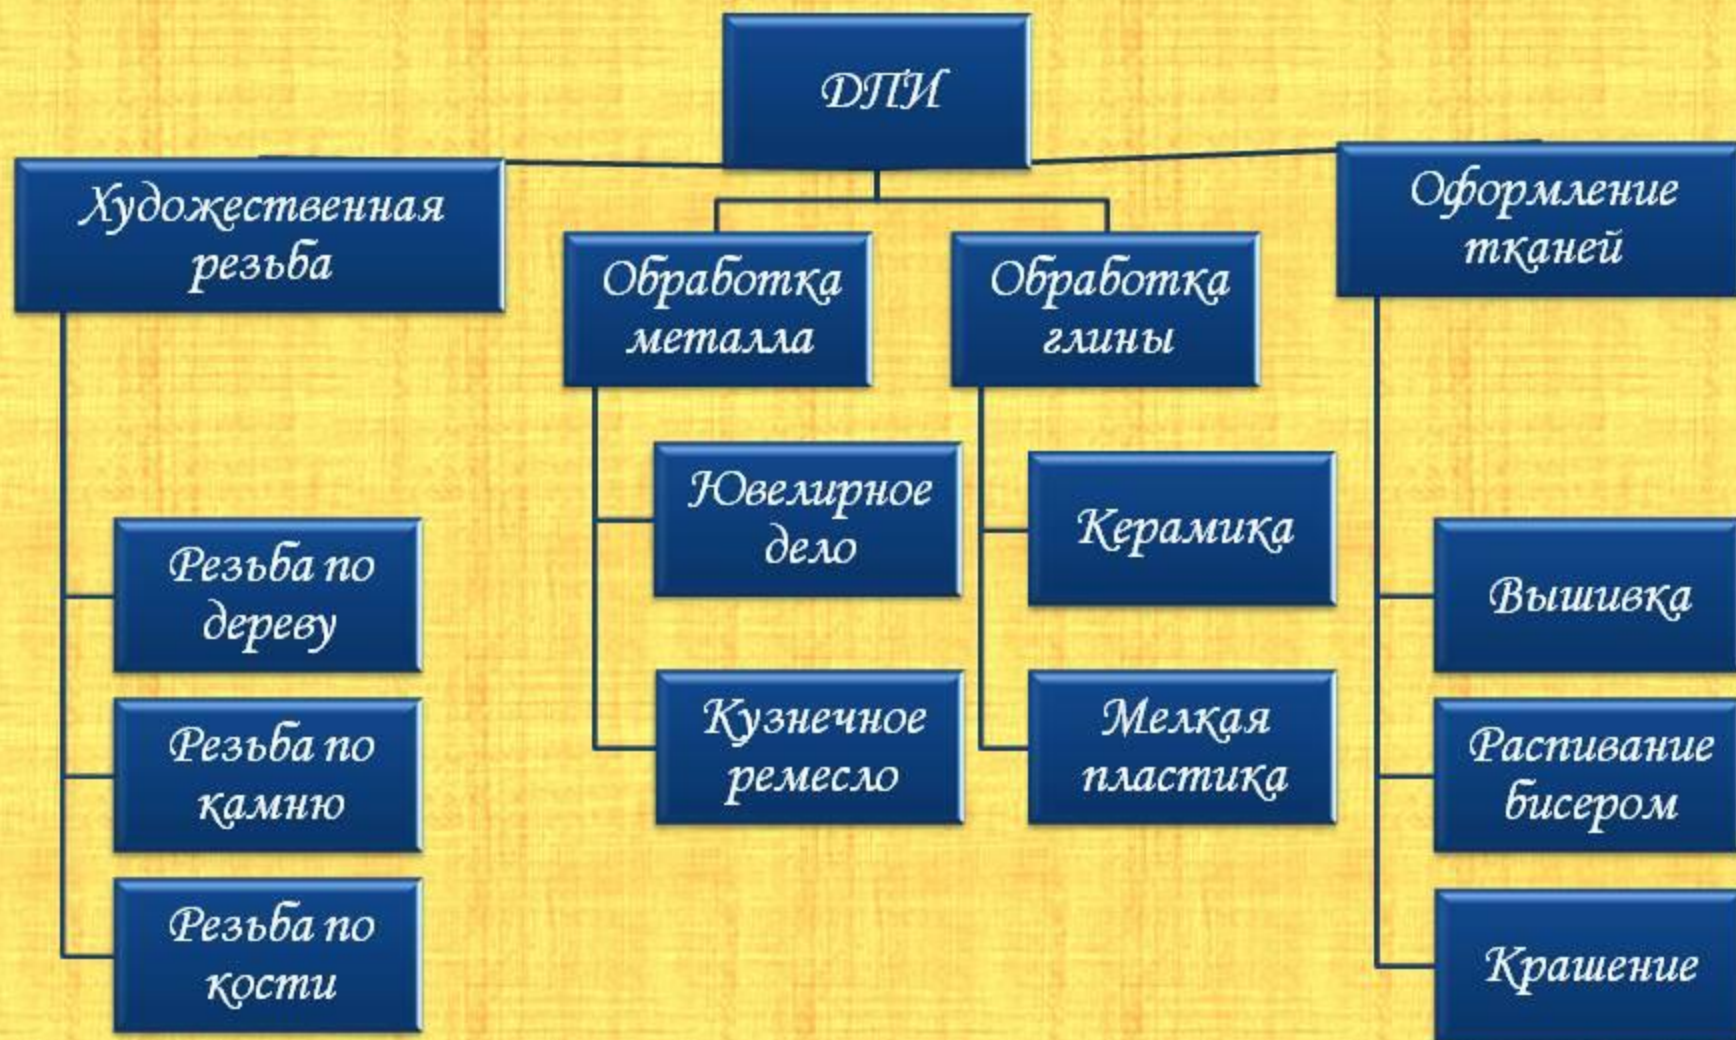 ДПИ
Художественная
резьба
Резьба по
дереву
Резьба по
камню
Резьба по
кости
Обработка
металла
Ювелирное
дело
Кузнечное
ремесло
Обработка
глины
Керамика
Мелкая
пластика
Оформление
тканей
Вышивка
Распивание
бисером
Крашение